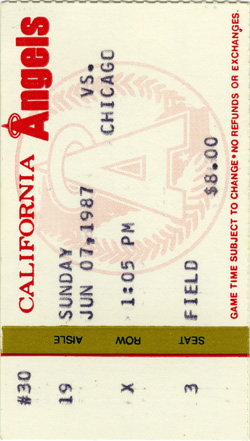 CALIFORNIA Angels
#30
SUNDAY VS.
JUN 07,1987 CHICAGO
1:05 PM
FIELD $8.00
AISLE ROW SEAT
19 X 3
GAME TIME SUBJECT TO CHANGE • NO REFUNDS OR EXCHANGES.
A